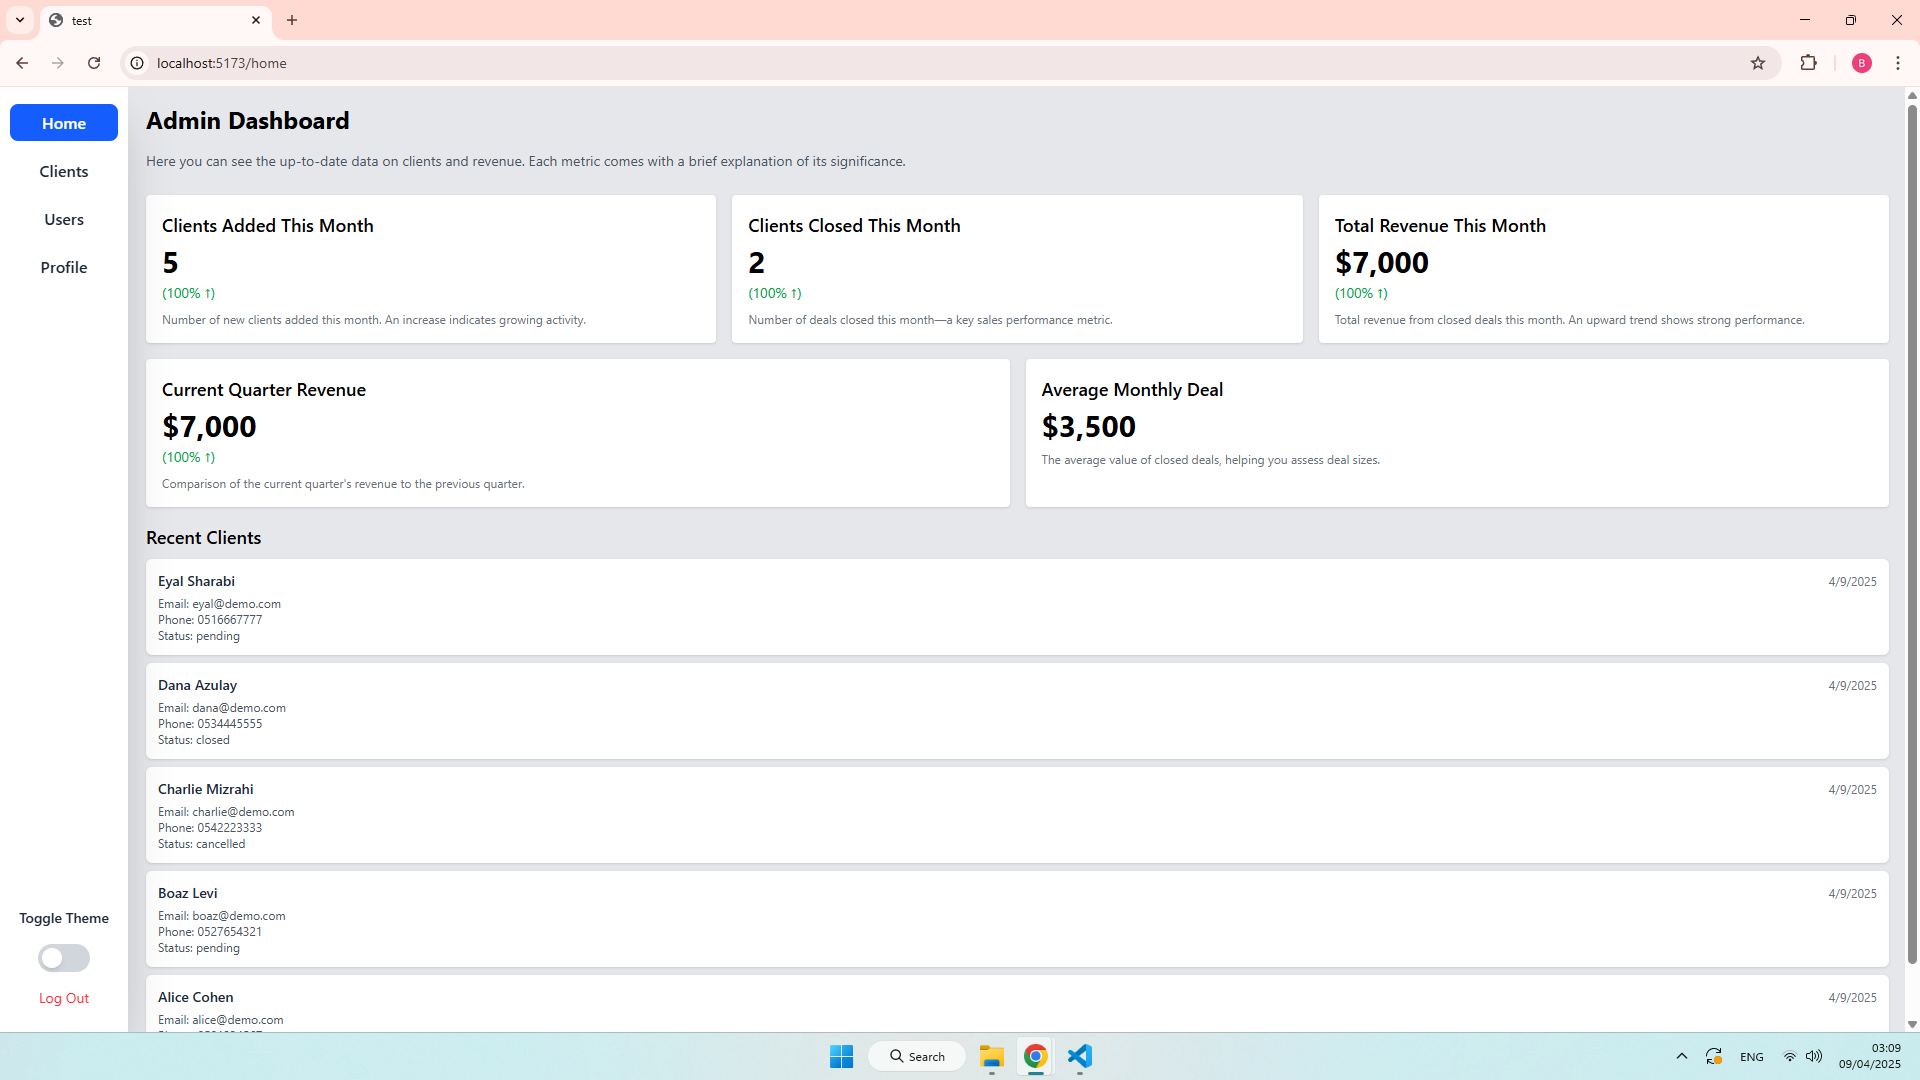 test
localhost:5173/home
B
Home
Clients
Users
Profile
Toggle Theme
Log Out
Admin Dashboard
Here you can see the up-to-date data on clients and revenue. Each metric comes with a brief explanation of its significance.
Clients Added This Month
5
(100% ↑)
Number of new clients added this month. An increase indicates growing activity.
Clients Closed This Month
2
(100% ↑)
Number of deals closed this month—a key sales performance metric.
Total Revenue This Month
$7,000
(100% ↑)
Total revenue from closed deals this month. An upward trend shows strong performance.
Current Quarter Revenue
$7,000
(100% ↑)
Comparison of the current quarter's revenue to the previous quarter.
Average Monthly Deal
$3,500
The average value of closed deals, helping you assess deal sizes.
Recent Clients
Eyal Sharabi 4/9/2025
Email: eyal@demo.com
Phone: 0516667777
Status: pending
Dana Azulay 4/9/2025
Email: dana@demo.com
Phone: 0534445555
Status: closed
Charlie Mizrahi 4/9/2025
Email: charlie@demo.com
Phone: 0542223333
Status: cancelled
Boaz Levi 4/9/2025
Email: boaz@demo.com
Phone: 0527654321
Status: pending
Alice Cohen 4/9/2025
Email: alice@demo.com
Search
ENG
03:09
09/04/2025